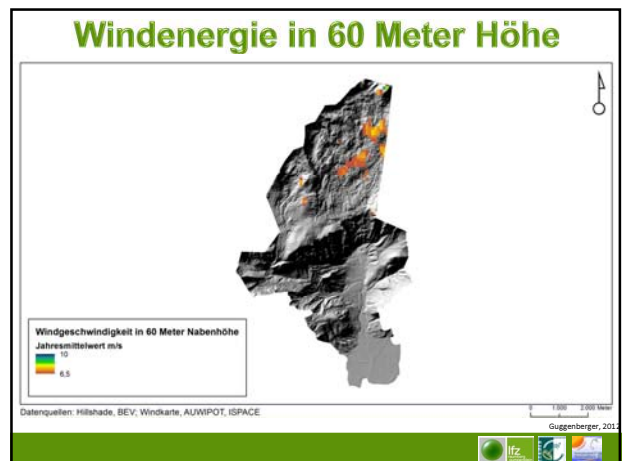 Windenergie in 60 Meter Höhe
Windgeschwindigkeit in 60 Meter Nabenhöhe
Jahresmittelwert m/s
10
6,5
Datenquellen: Hillshade, BEV; Windkarte, AUWIPOT, ISPACE
0 1.000 2.000 Meter
Guggenberger, 2012
lfz